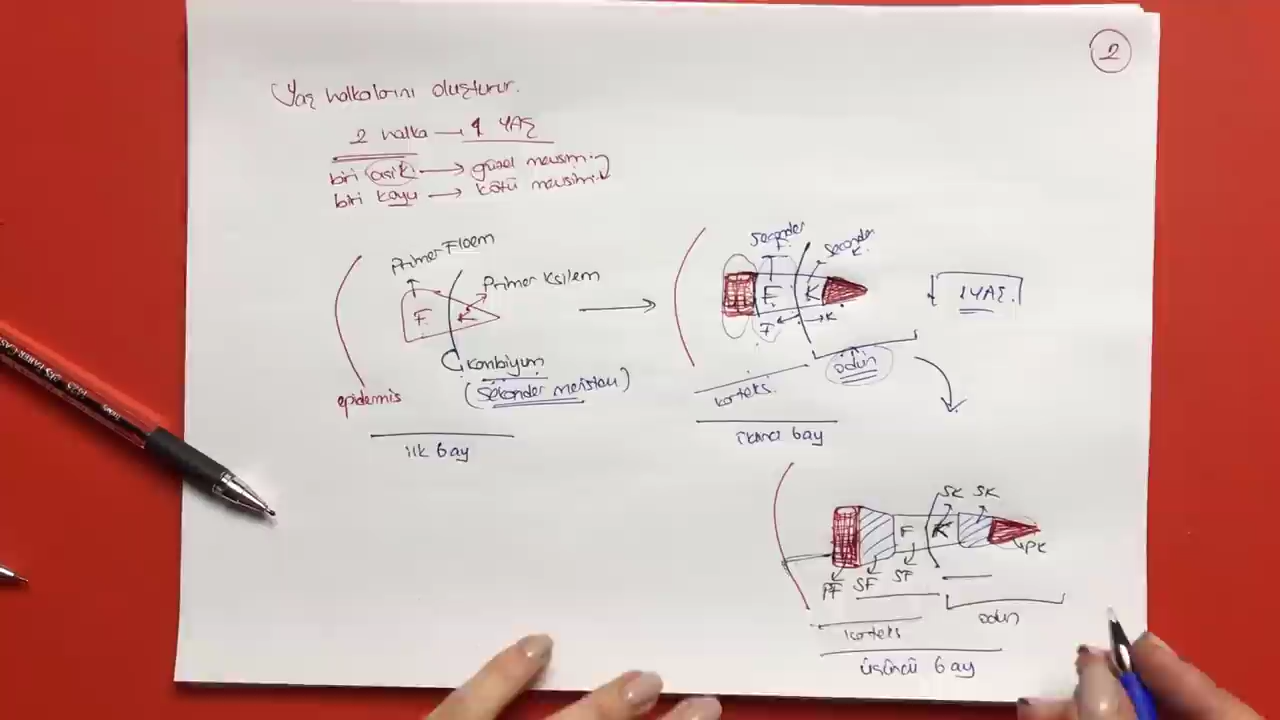 2
Yaş halkalarını oluşturur.
2 halka → 1 YAŞ
biri açık → güzel mevsim
biri koyu → kötü mevsim
Primer Floem
Primer Ksilem
F
K
Kambiyum
(Sekonder meristem)
epidermis
ilk 6 ay
Seconder F.
Seconder K.
F
K
F
K
odun
korteks
ikinci 6 ay
1 YAŞ.
SK SK
F
K
PK
PF SF SF
odun
korteks
üçüncü 6 ay